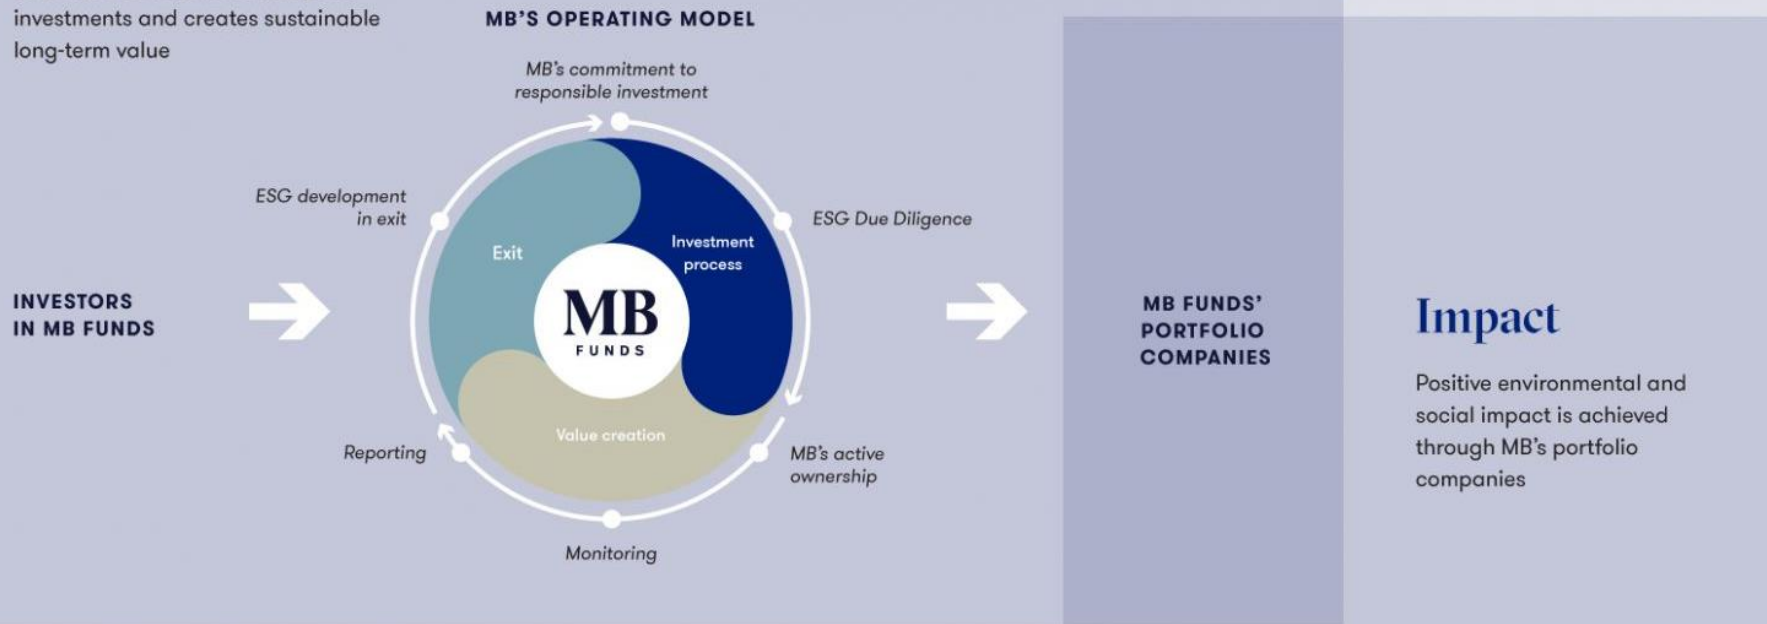 investments and creates sustainable
long-term value
MB'S OPERATING MODEL
MB's commitment to
responsible investment
ESG development
in exit
ESG Due Diligence
Exit
Investment
process
INVESTORS
IN MB FUNDS
MB
FUNDS
Value creation
Reporting
MB's active
ownership
Monitoring
MB FUNDS'
PORTFOLIO
COMPANIES
Impact
Positive environmental and
social impact is achieved
through MB's portfolio
companies